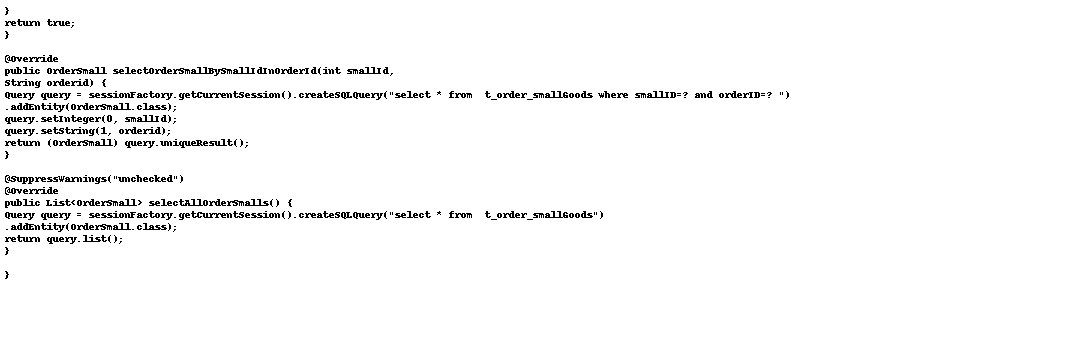 }
return true;
}
@Override
public OrderSmall selectOrderSmallBySmallIdInOrderId(int smallId,
String orderid) {
Query query = sessionFactory.getCurrentSession().createSQLQuery("select * from  t_order_smallGoods where smallID=? and orderID=? ")
.addEntity(OrderSmall.class);
query.setInteger(0, smallId);
query.setString(1, orderid);
return (OrderSmall) query.uniqueResult();
}
@SuppressWarnings("unchecked")
@Override
public List<OrderSmall> selectAllOrderSmalls() {
Query query = sessionFactory.getCurrentSession().createSQLQuery("select * from  t_order_smallGoods")
.addEntity(OrderSmall.class);
return query.list();
}
}